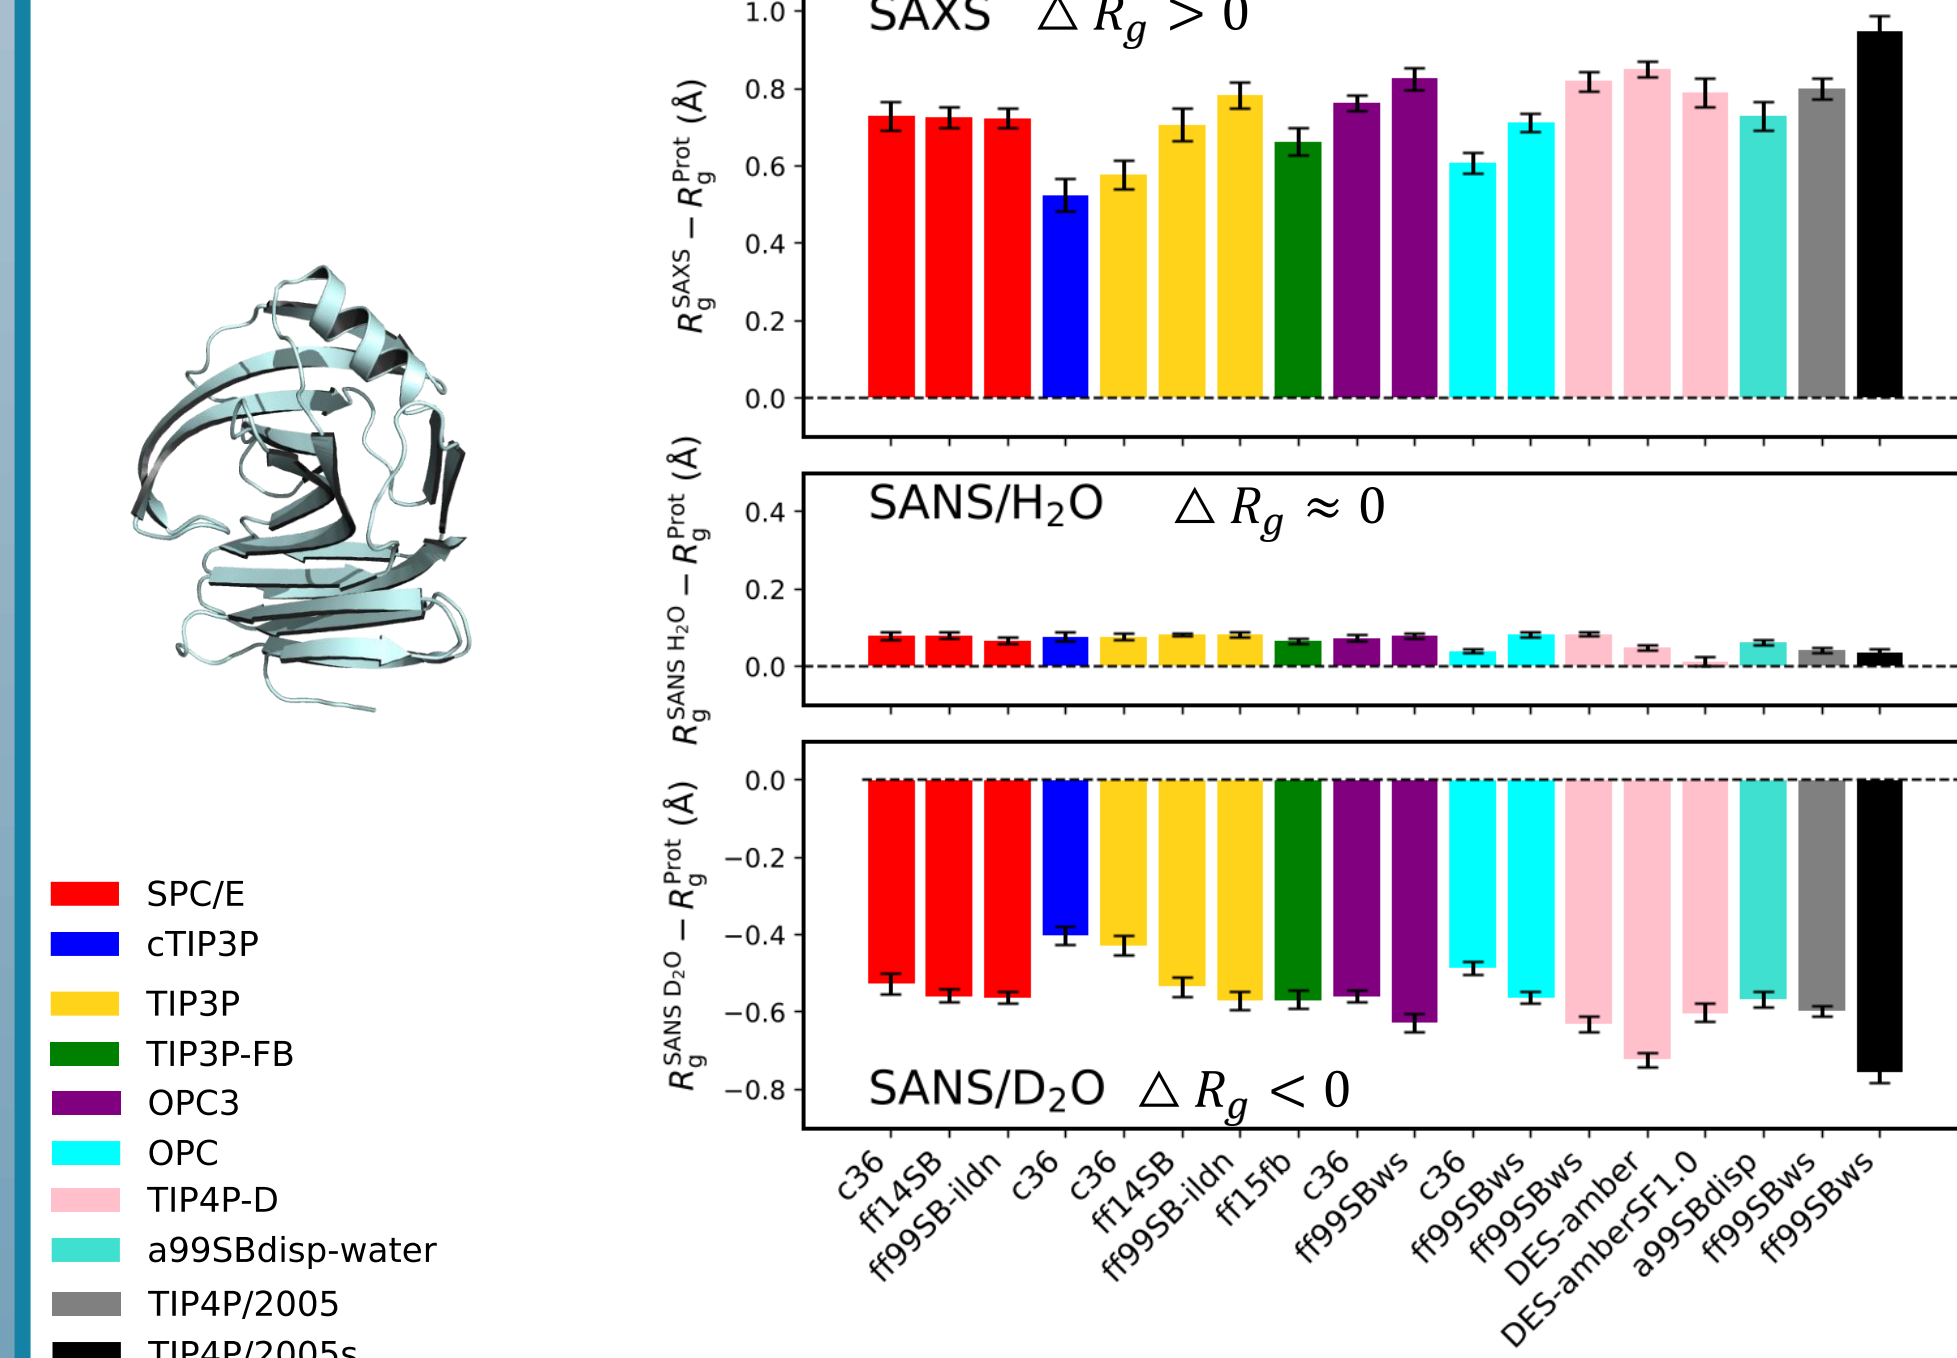 SAXS △ R_g > 0
1.0
0.8
0.6
0.4
0.2
0.0
R_g^SAXS − R_g^Prot (Å)
SANS/H₂O △ R_g ≈ 0
0.4
0.2
0.0
R_g^SANS H₂O − R_g^Prot (Å)
0.0
−0.2
−0.4
−0.6
−0.8
R_g^SANS D₂O − R_g^Prot (Å)
SANS/D₂O △ R_g < 0
c36
ff14SB
ff99SB-ildn
c36
c36
ff14SB
ff99SB-ildn
ff15fb
c36
ff99SBws
c36
ff99SBws
ff99SBws
DES-amber
DES-amberSF1.0
a99SBdisp
ff99SBws
ff99SBws
SPC/E
cTIP3P
TIP3P
TIP3P-FB
OPC3
OPC
TIP4P-D
a99SBdisp-water
TIP4P/2005
TIP4P/2005s